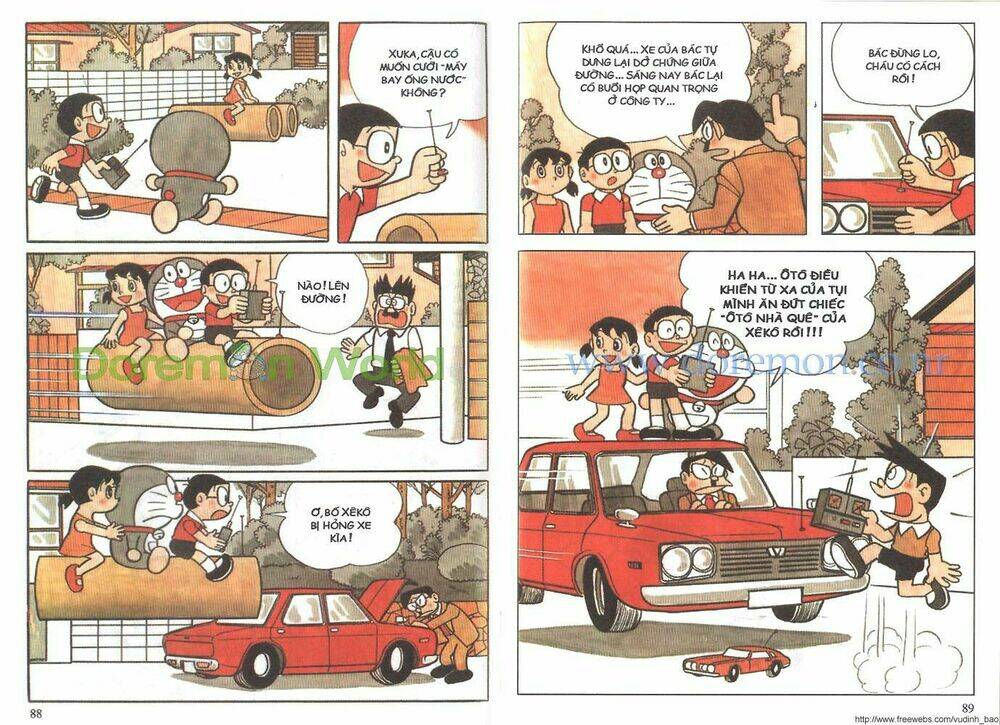 XUKA, CẬU CÓ
MUỐN CƯỠI "MÁY
BAY ỐNG NƯỚC"
KHÔNG?
NÀO! LÊN
ĐƯỜNG!
Doremon World
Ơ, BỐ XÊKÔ
BỊ HỎNG XE
KÌA!
88
KHỔ QUÁ... XE CỦA BÁC TỰ
DƯNG LẠI DỞ CHỨNG GIỮA
ĐƯỜNG... SÁNG NAY BÁC LẠI
CÓ BUỔI HỌP QUAN TRỌNG
Ở CÔNG TY...
BÁC ĐỪNG LO,
CHÁU CÓ CÁCH
RỒI!
HA HA... ÔTÔ ĐIỀU
KHIỂN TỪ XA CỦA TỤI
MÌNH ĂN ĐỨT CHIẾC
"ÔTÔ NHÀ QUÊ" CỦA
XÊKÔ RỒI!!!
W
89
http://www.freewebs.com/vudinh_bao